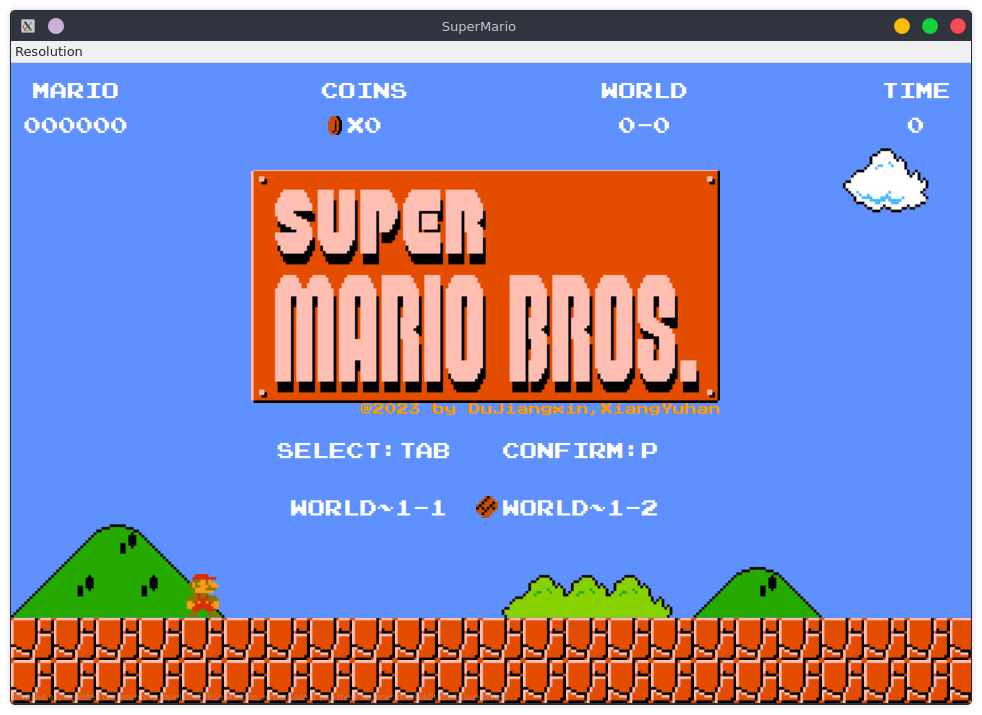 SuperMario
Resolution
MARIO COINS WORLD TIME
000000 X0 0-0 0
SUPER
MARIO BROS.
@2023 by DuJiangxin,XiangYuhan
SELECT:TAB CONFIRM:P
WORLD~1-1 WORLD~1-2